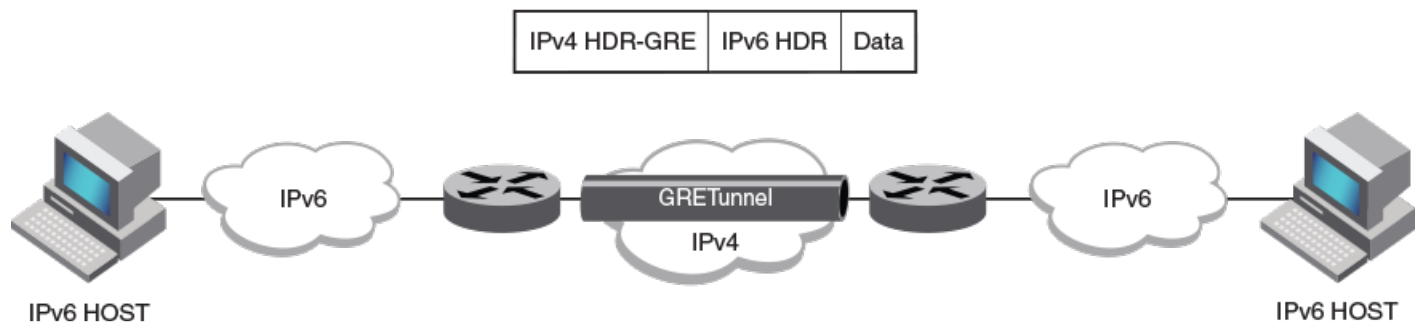 IPv4 HDR-GRE IPv6 HDR Data
IPv6
GRETunnel
IPv4
IPv6
IPv6 HOST
IPv6 HOST